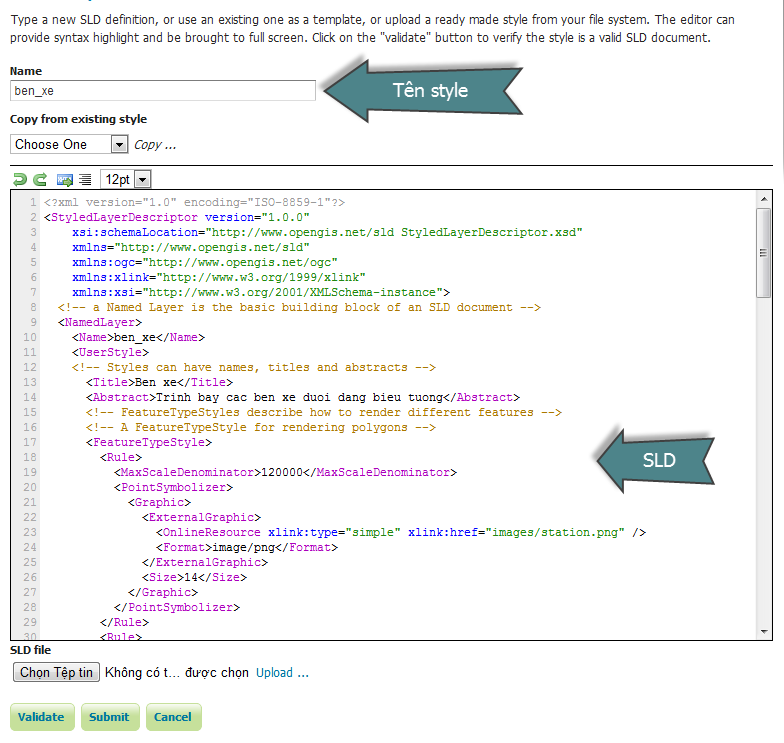 Type a new SLD definition, or use an existing one as a template, or upload a ready made style from your file system. The editor can
provide syntax highlight and be brought to full screen. Click on the "validate" button to verify the style is a valid SLD document.
Name
ben_xe
Tên style
Copy from existing style
Choose One Copy ...
12pt
1 <?xml version="1.0" encoding="ISO-8859-1"?>
2 <StyledLayerDescriptor version="1.0.0"
3 xsi:schemaLocation="http://www.opengis.net/sld StyledLayerDescriptor.xsd"
4 xmlns="http://www.opengis.net/sld"
5 xmlns:ogc="http://www.opengis.net/ogc"
6 xmlns:xlink="http://www.w3.org/1999/xlink"
7 xmlns:xsi="http://www.w3.org/2001/XMLSchema-instance">
8 <!-- a Named Layer is the basic building block of an SLD document -->
9 <NamedLayer>
10 <Name>ben_xe</Name>
11 <UserStyle>
12 <!-- Styles can have names, titles and abstracts -->
13 <Title>Ben xe</Title>
14 <Abstract>Trinh bay cac ben xe duoi dang bieu tuong</Abstract>
15 <!-- FeatureTypeStyles describe how to render different features -->
16 <!-- A FeatureTypeStyle for rendering polygons -->
17 <FeatureTypeStyle>
18 <Rule>
19 <MaxScaleDenominator>120000</MaxScaleDenominator>
20 <PointSymbolizer>
21 <Graphic>
22 <ExternalGraphic>
23 <OnlineResource xlink:type="simple" xlink:href="images/station.png" />
24 <Format>image/png</Format>
25 </ExternalGraphic>
26 <Size>14</Size>
27 </Graphic>
28 </PointSymbolizer>
29 </Rule>
30 <Rule>
SLD
SLD file
Chọn Tệp tin Không có t... được chọn Upload ...
Validate Submit Cancel